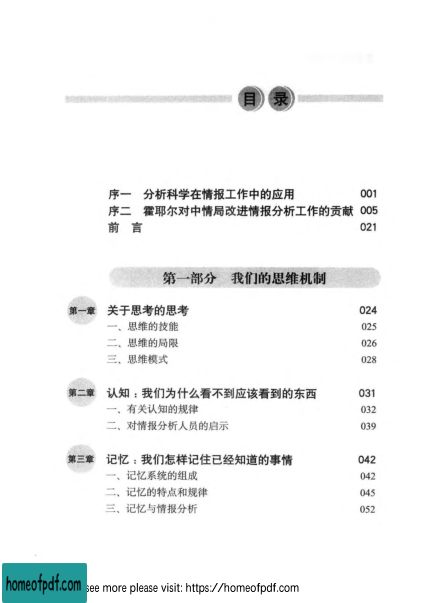 目 录
序一 分析科学在情报工作中的应用 001
序二 霍耶尔对中情局改进情报分析工作的贡献 005
前 言 021
第一部分 我们的思维机制
第一章 关于思考的思考 024
一、思维的技能 025
二、思维的局限 026
三、思维模式 028
第二章 认知：我们为什么看不到应该看到的东西 031
一、有关认知的规律 032
二、对情报分析人员的启示 039
第三章 记忆：我们怎样记住已经知道的事情 042
一、记忆系统的组成 042
二、记忆的特点和规律 045
三、记忆与情报分析 052
homeofpdf.com see more please visit: https://homeofpdf.com